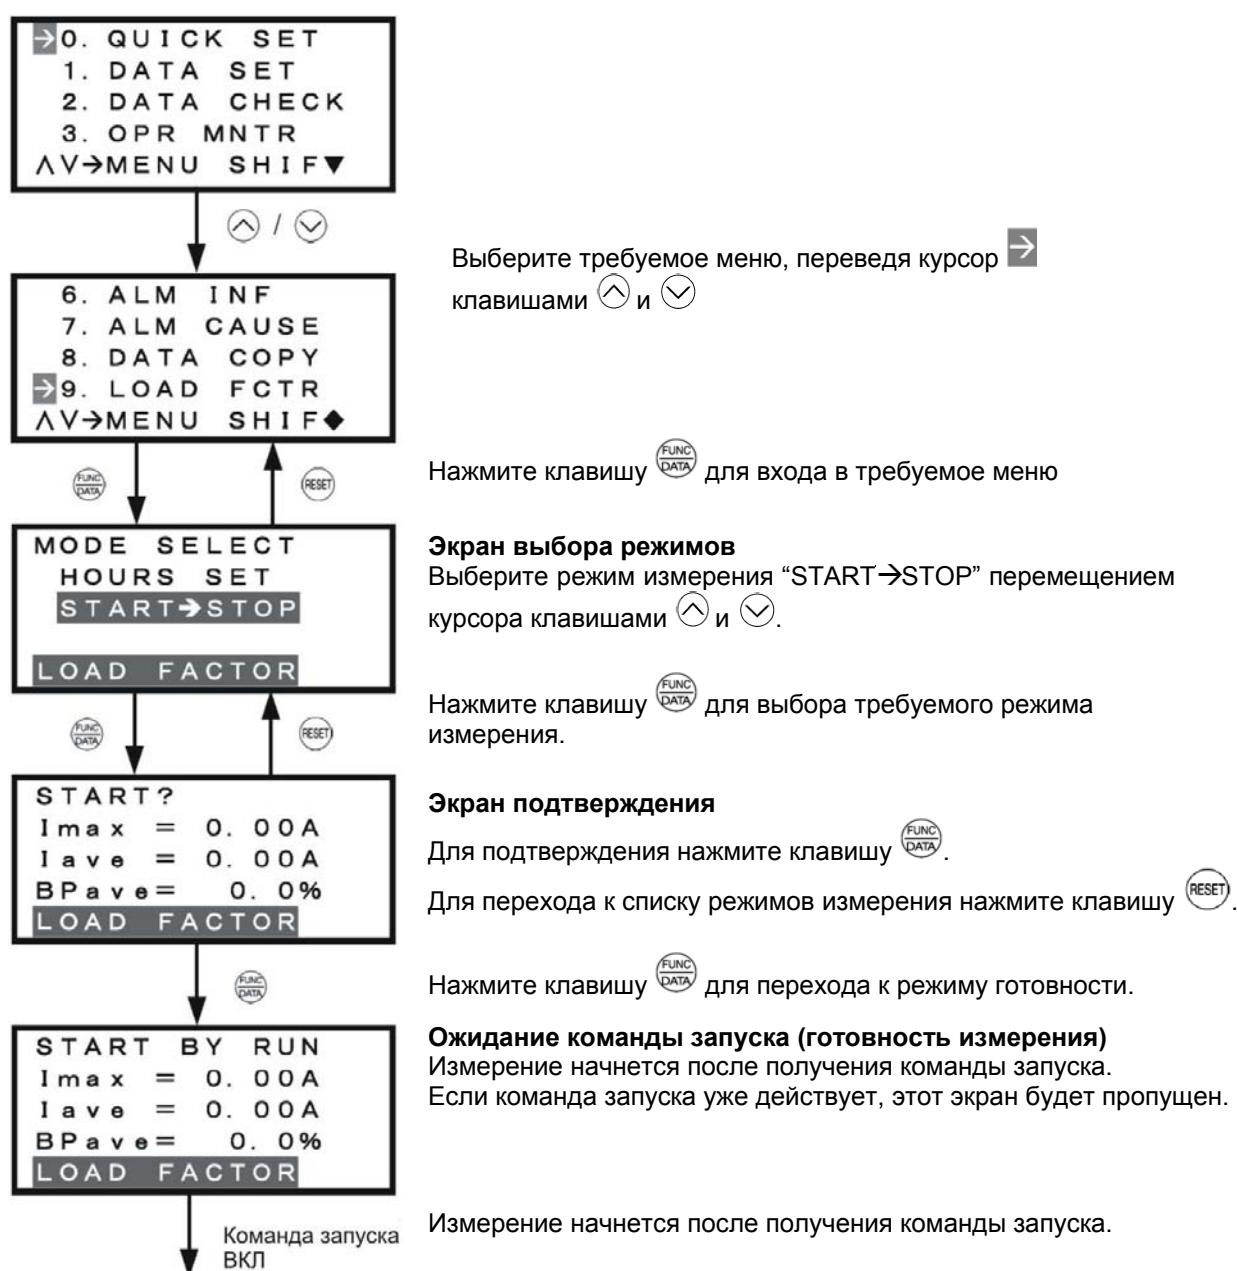 →0. QUICK SET
1. DATA SET
2. DATA CHECK
3. OPR MNTR
∧∨→MENU SHIF▼
∧ / ∨
Выберите требуемое меню, переведя курсор →
клавишами ∧ и ∨
6. ALM INF
7. ALM CAUSE
8. DATA COPY
→9. LOAD FCTR
∧∨→MENU SHIF◆
FUNC DATA
RESET
Нажмите клавишу FUNC DATA для входа в требуемое меню
MODE SELECT
HOURS SET
START→STOP
LOAD FACTOR
Экран выбора режимов
Выберите режим измерения “START→STOP” перемещением
курсора клавишами ∧ и ∨.
FUNC DATA
RESET
Нажмите клавишу FUNC DATA для выбора требуемого режима
измерения.
START?
Imax = 0.00A
Iave = 0.00A
BPave= 0.0%
LOAD FACTOR
Экран подтверждения
Для подтверждения нажмите клавишу FUNC DATA.
Для перехода к списку режимов измерения нажмите клавишу RESET.
FUNC DATA
Нажмите клавишу FUNC DATA для перехода к режиму готовности.
START BY RUN
Imax = 0.00A
Iave = 0.00A
BPave= 0.0%
LOAD FACTOR
Ожидание команды запуска (готовность измерения)
Измерение начнется после получения команды запуска.
Если команда запуска уже действует, этот экран будет пропущен.
Команда запуска
ВКЛ
Измерение начнется после получения команды запуска.